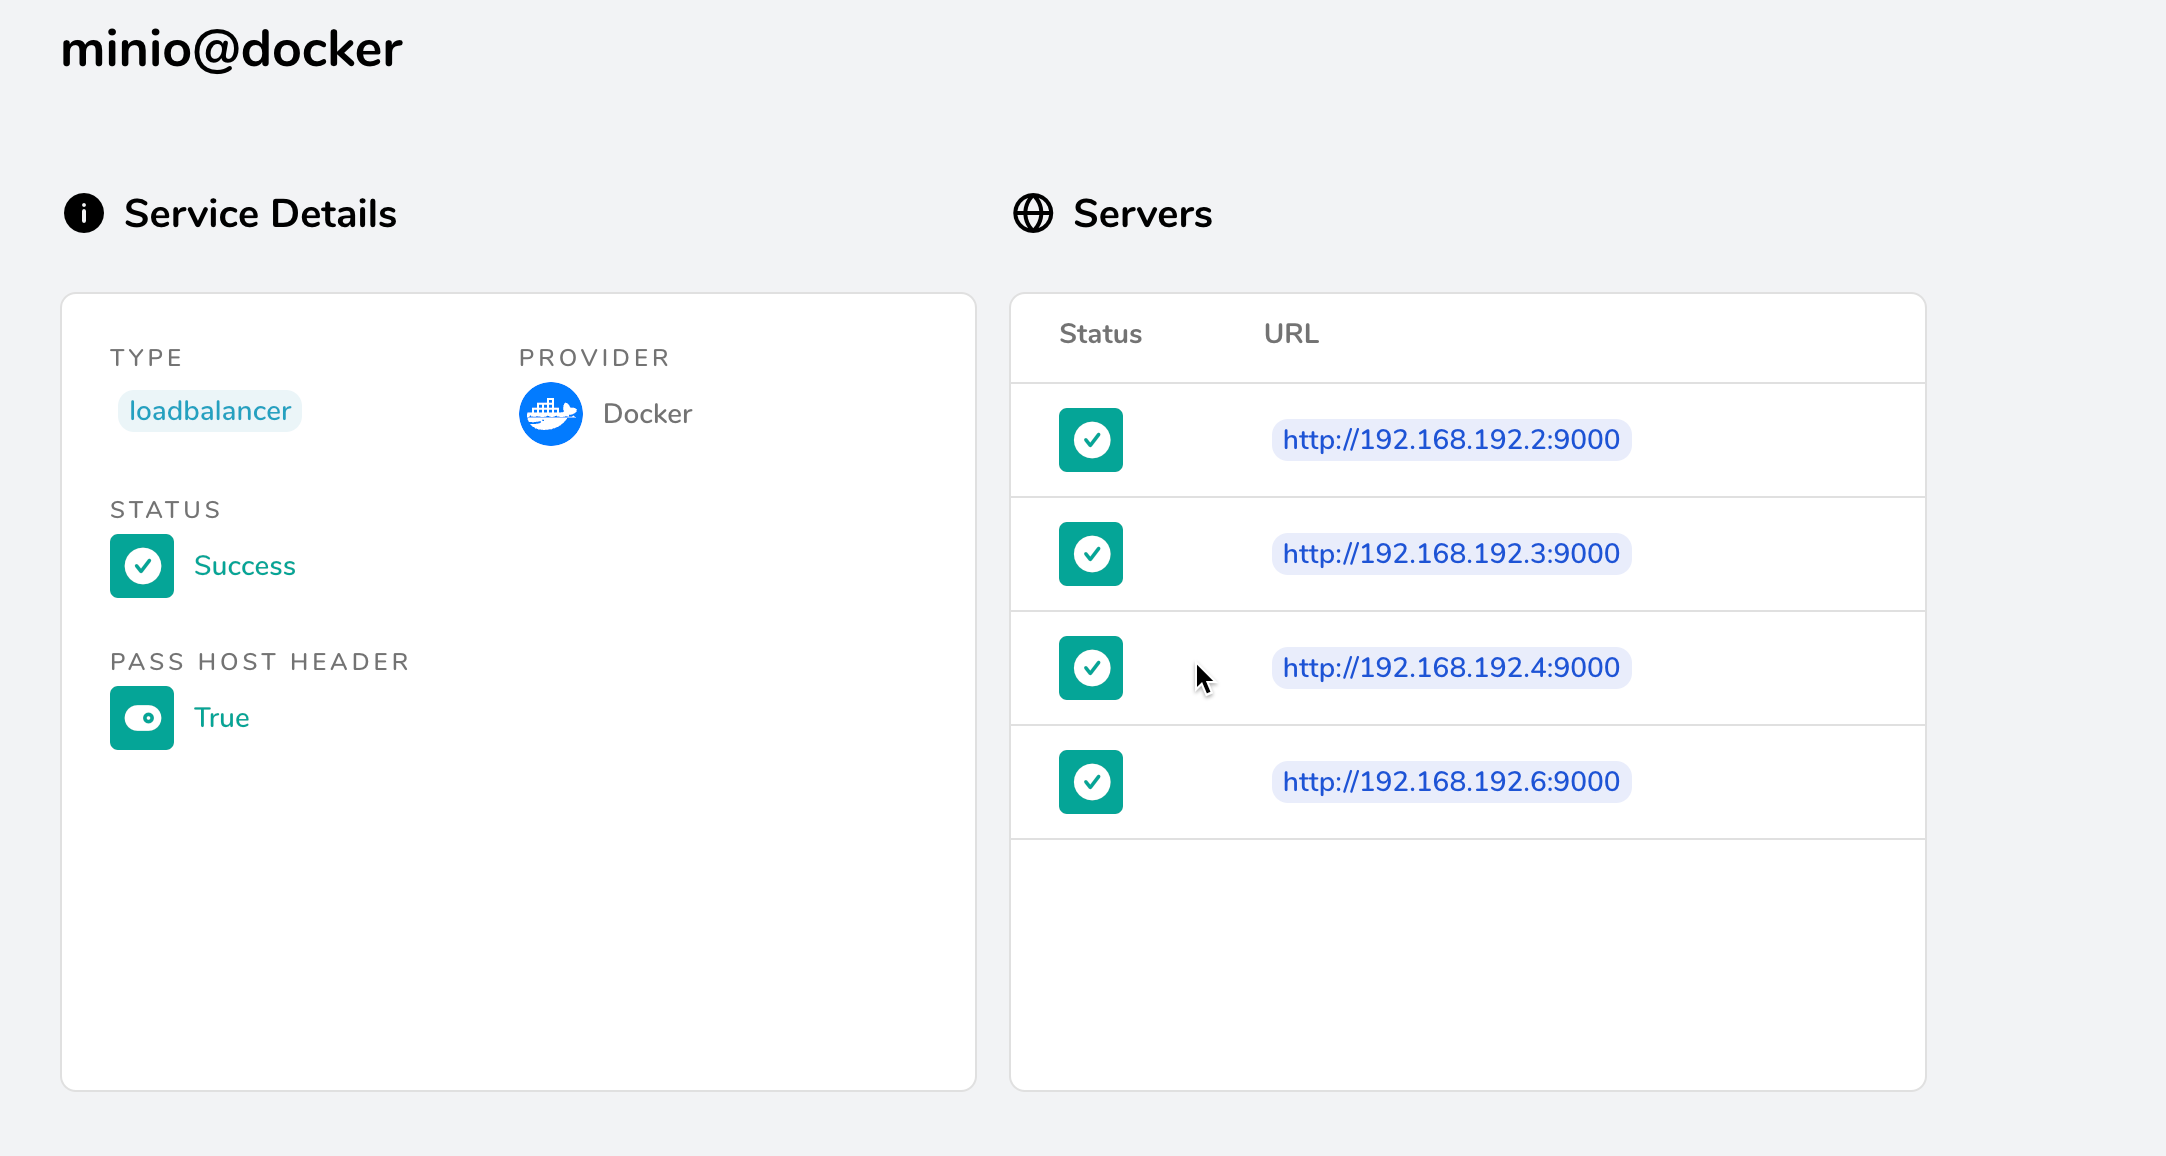 minio@docker
Service Details
TYPE
loadbalancer
PROVIDER
Docker
STATUS
Success
PASS HOST HEADER
True
Servers
Status URL
http://192.168.192.2:9000
http://192.168.192.3:9000
http://192.168.192.4:9000
http://192.168.192.6:9000